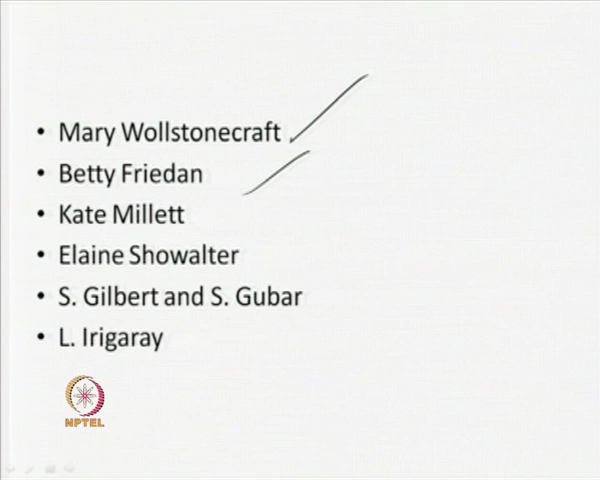 • Mary Wollstonecraft
• Betty Friedan
• Kate Millett
• Elaine Showalter
• S. Gilbert and S. Gubar
• L. Irigaray
NPTEL